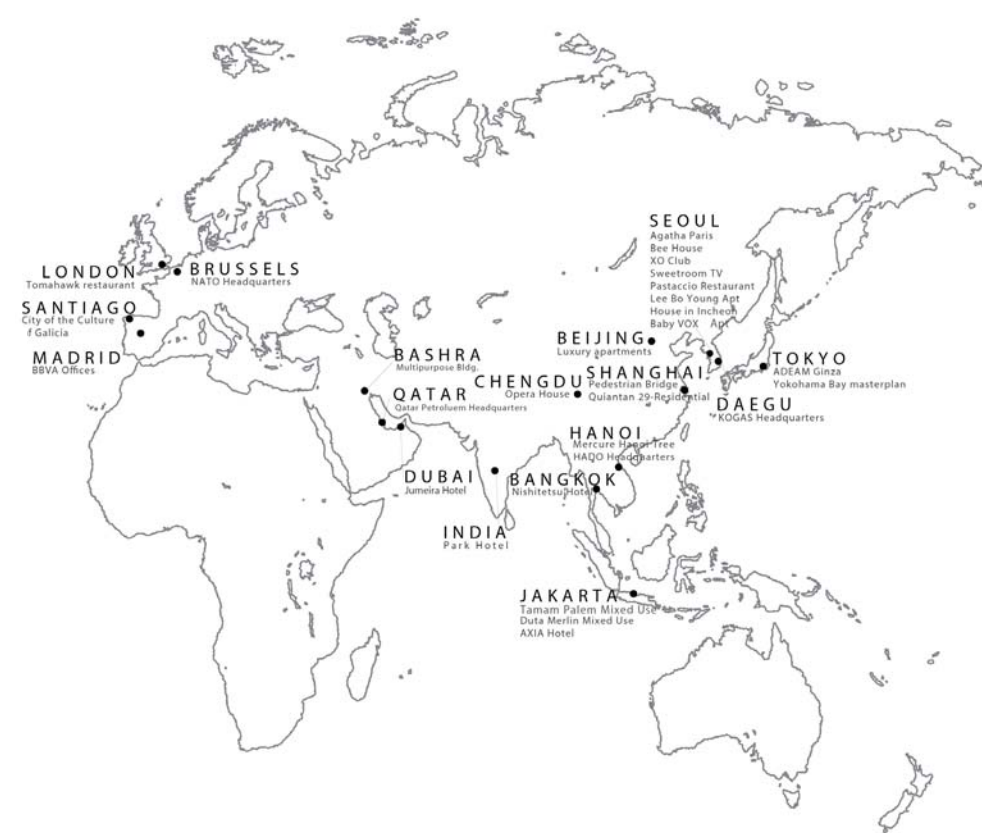 SEOUL
Agatha Paris
Bee House
XO Club
Sweetroom TV
Pastaccio Restaurant
Lee Bo Young Apt
House in Incheon
Baby VOX Apt
LONDON
Tomahawk restaurant
BRUSSELS
NATO Headquarters
SANTIAGO
City of the Culture
f Galicia
MADRID
BBVA Offices
BASHRA
Multipurpose Bldg.
QATAR
Qatar Petroluem Headquarters
DUBAI
Jumeira Hotel
INDIA
Park Hotel
CHENGDU
Opera House
BEIJING
Luxury apartments
SHANGHAI
Pedestrian Bridge
Quiantan 29-Residential
TOKYO
ADEAM Ginza
Yokohama Bay masterplan
DAEGU
KOGAS Headquarters
HANOI
Mercure Hanoi Tree
HADO Headquarters
BANGKOK
Nishitetsu Hotel
JAKARTA
Tamam Palem Mixed Use
Duta Merlin Mixed Use
AXIA Hotel